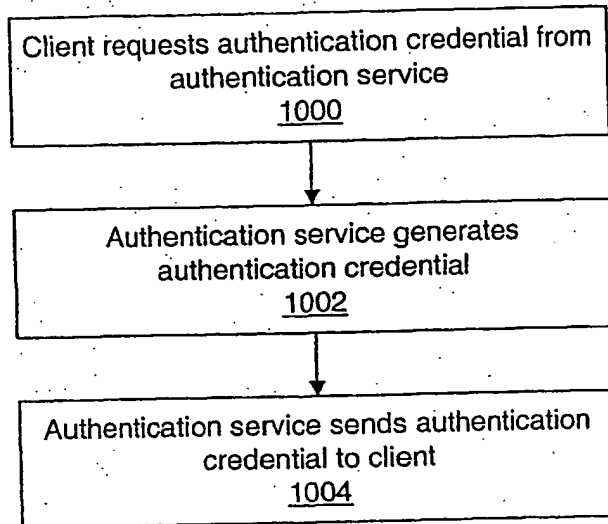 Client requests authentication credential from
authentication service
1000
Authentication service generates
authentication credential
1002
Authentication service sends authentication
credential to client
1004